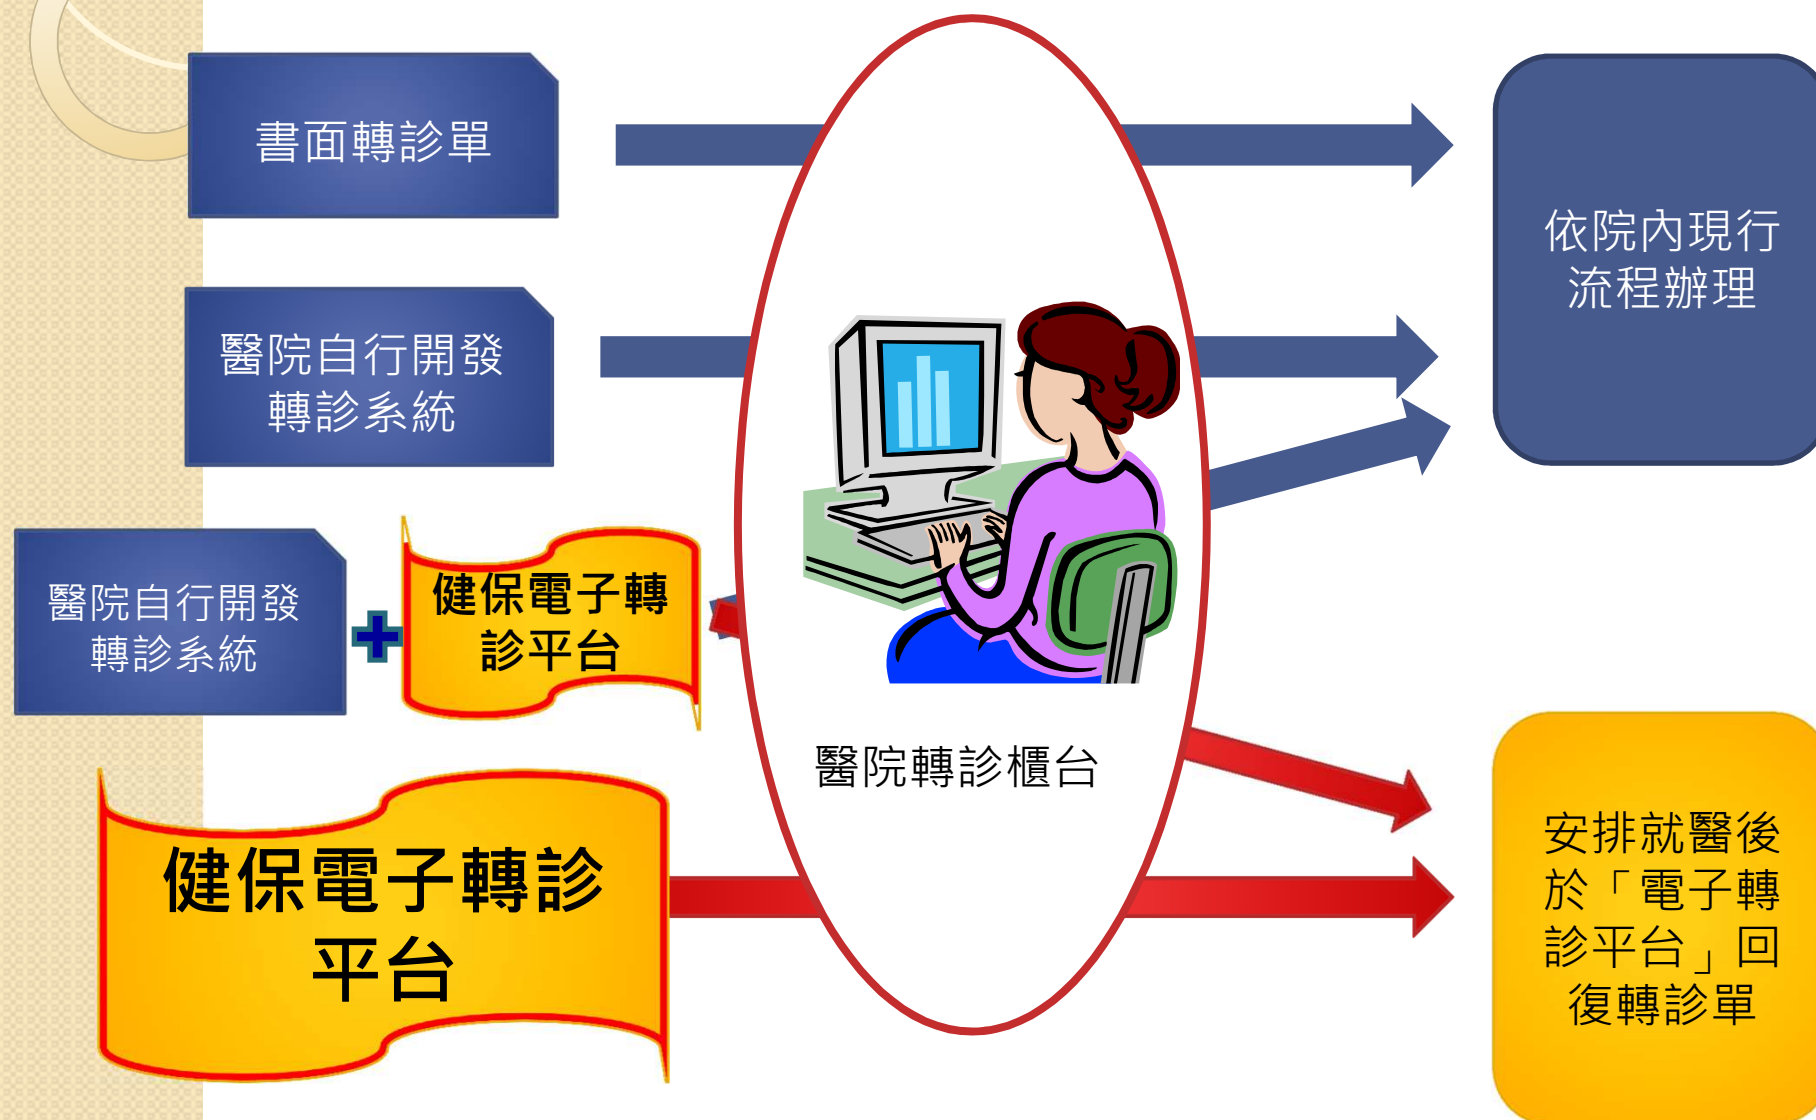 書面轉診單
醫院自行開發
轉診系統
醫院自行開發
轉診系統
健保電子轉
診平台
健保電子轉診
平台
醫院轉診櫃台
依院內現行
流程辦理
安排就醫後
於「電子轉
診平台」回
復轉診單